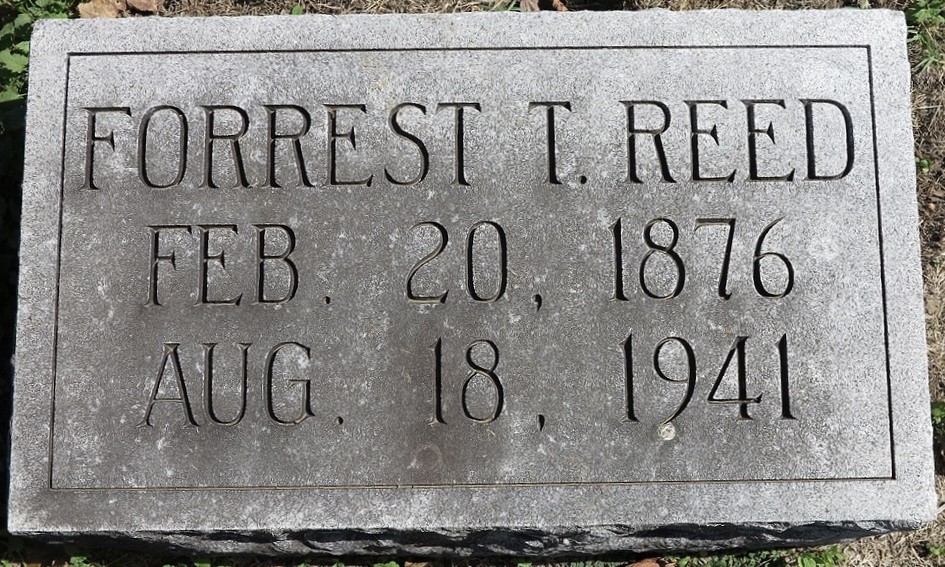 FORREST T. REED
FEB. 20, 1876
AUG. 18, 1941